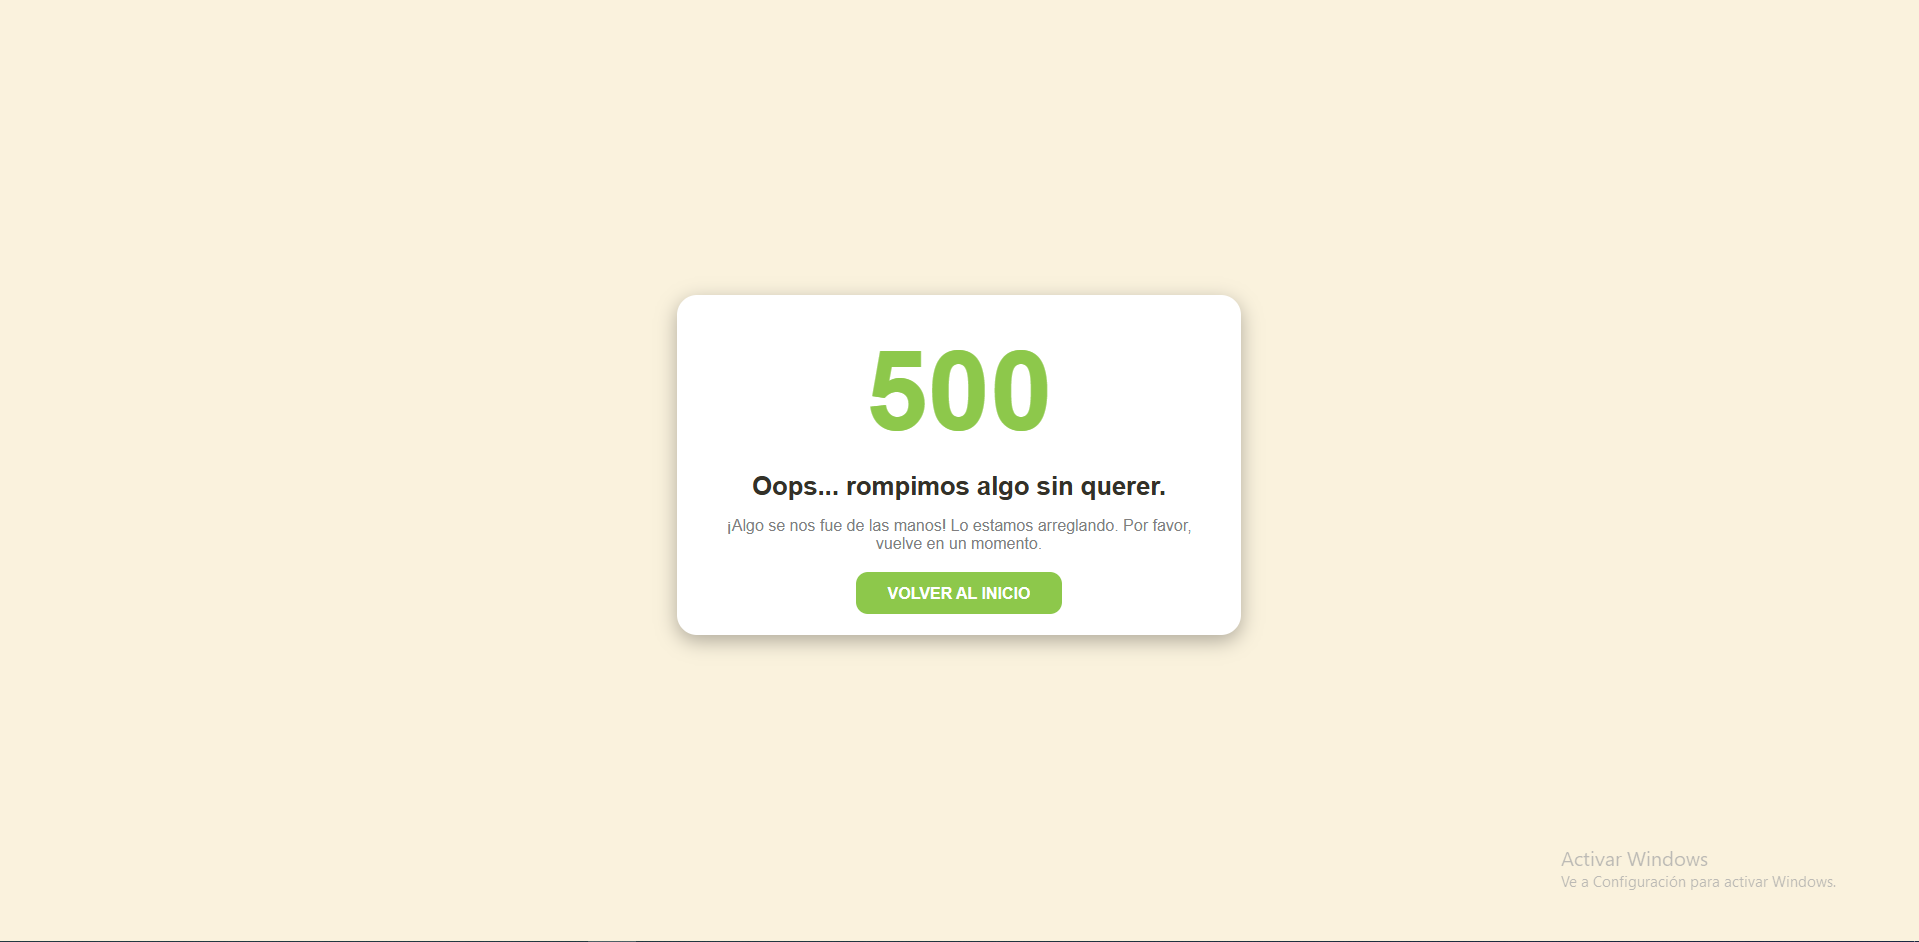 500
Oops... rompimos algo sin querer.
¡Algo se nos fue de las manos! Lo estamos arreglando. Por favor,
vuelve en un momento.
VOLVER AL INICIO
Activar Windows
Ve a Configuración para activar Windows.